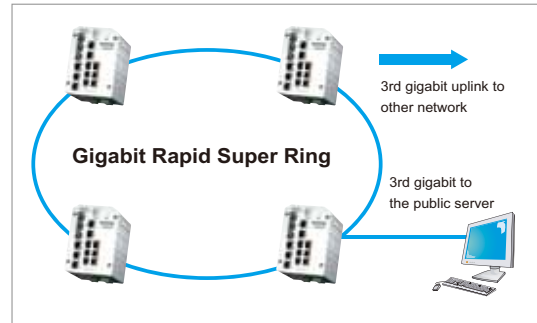 3rd gigabit uplink to
other network
Gigabit Rapid Super Ring
3rd gigabit to
the public server